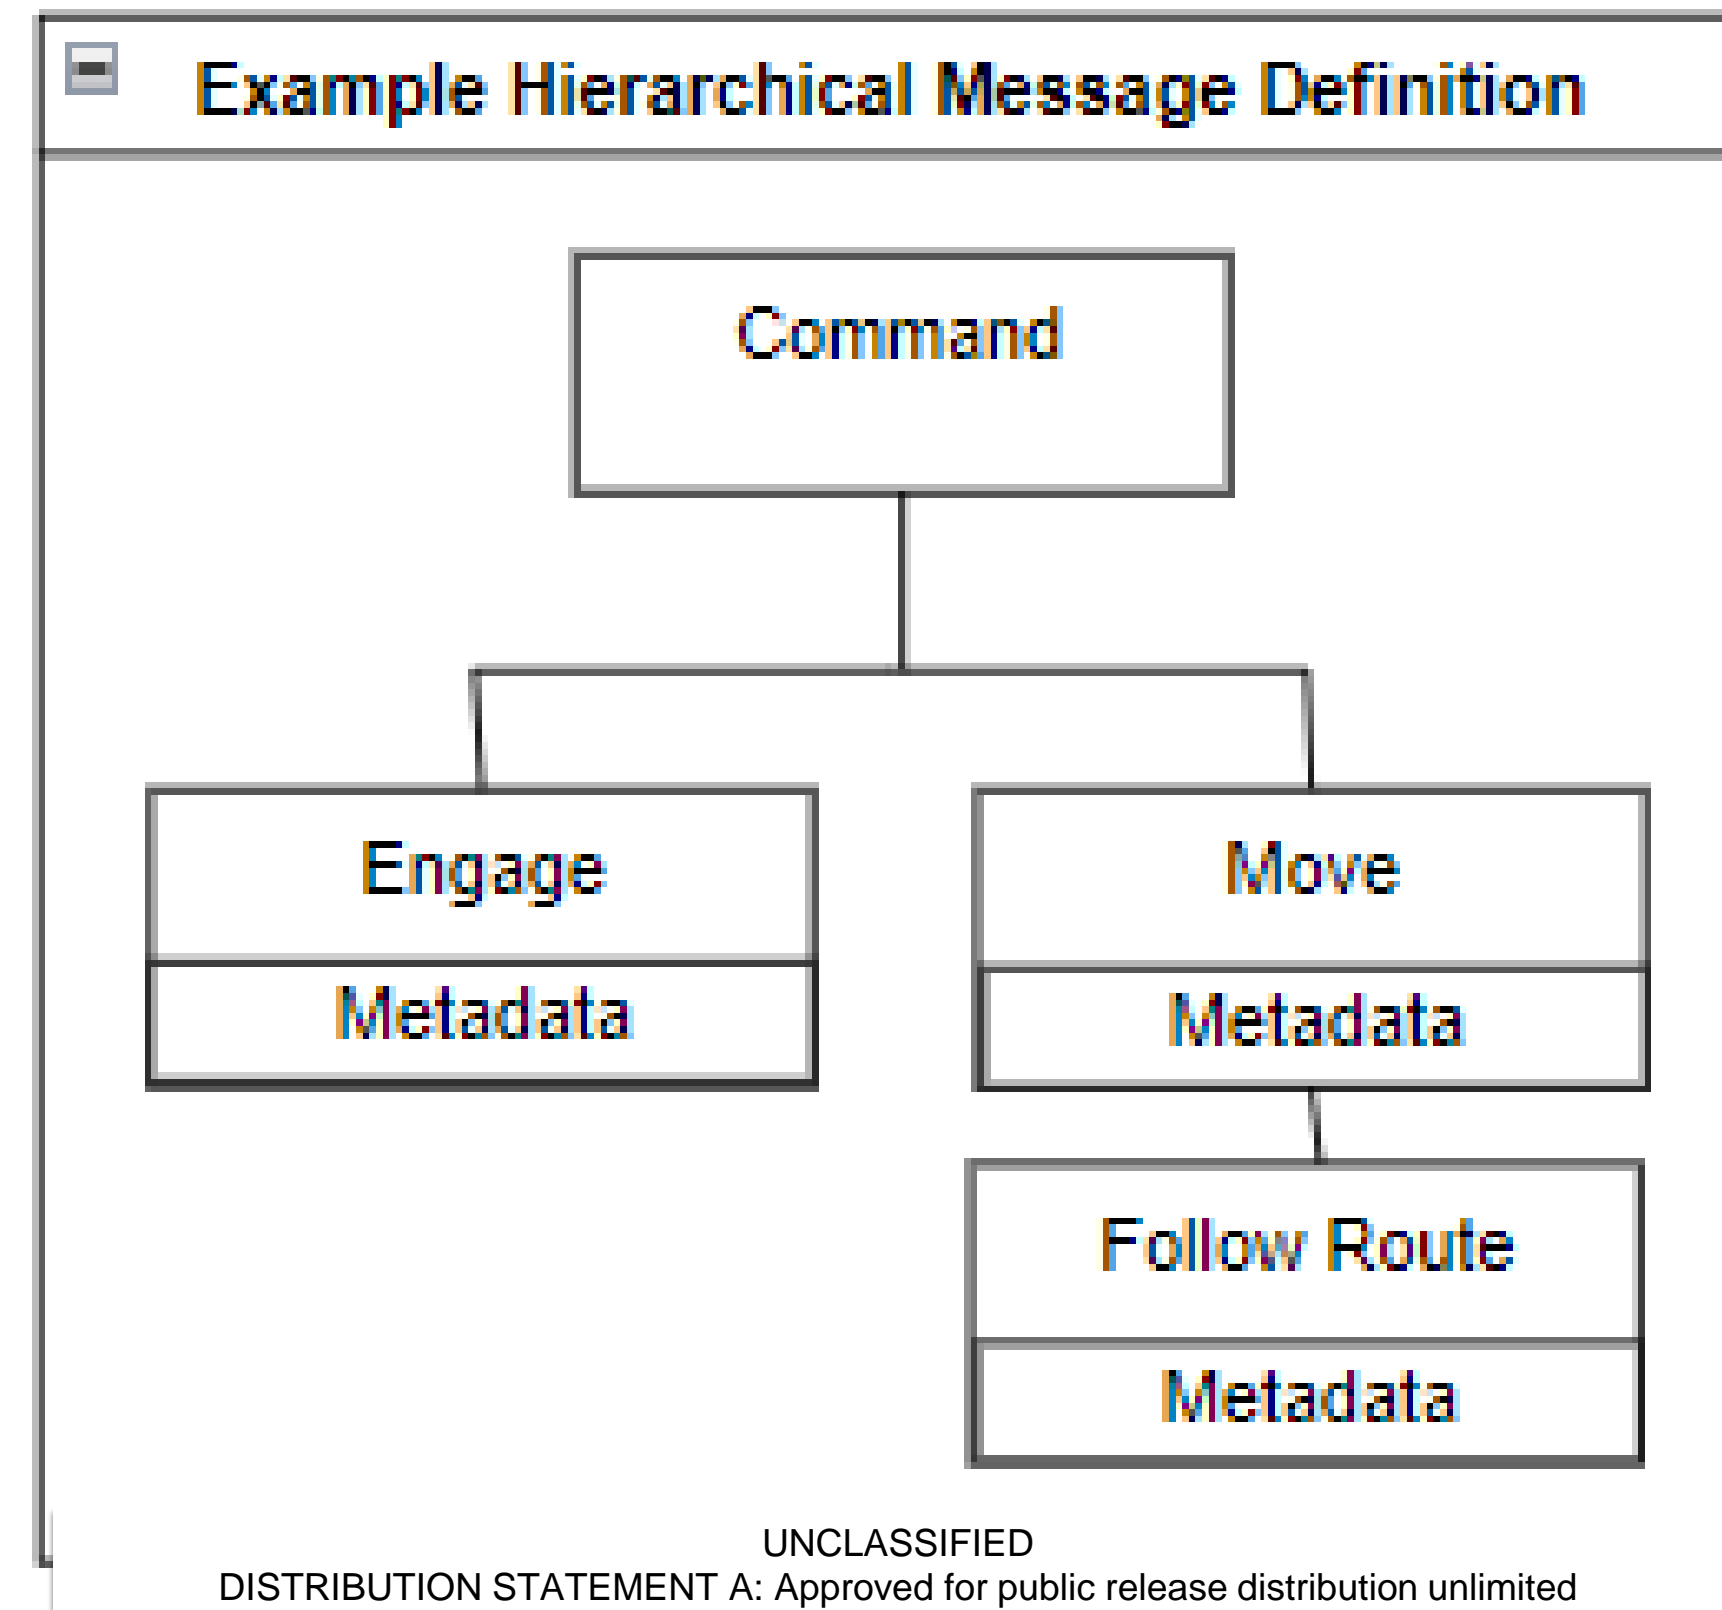 Example Hierarchical Message Definition
Command
Engage
Move
Metadata
Metadata
Follow Route
Metadata
UNCLASSIFIED
DISTRIBUTION STATEMENT A: Approved for public release distribution unlimited